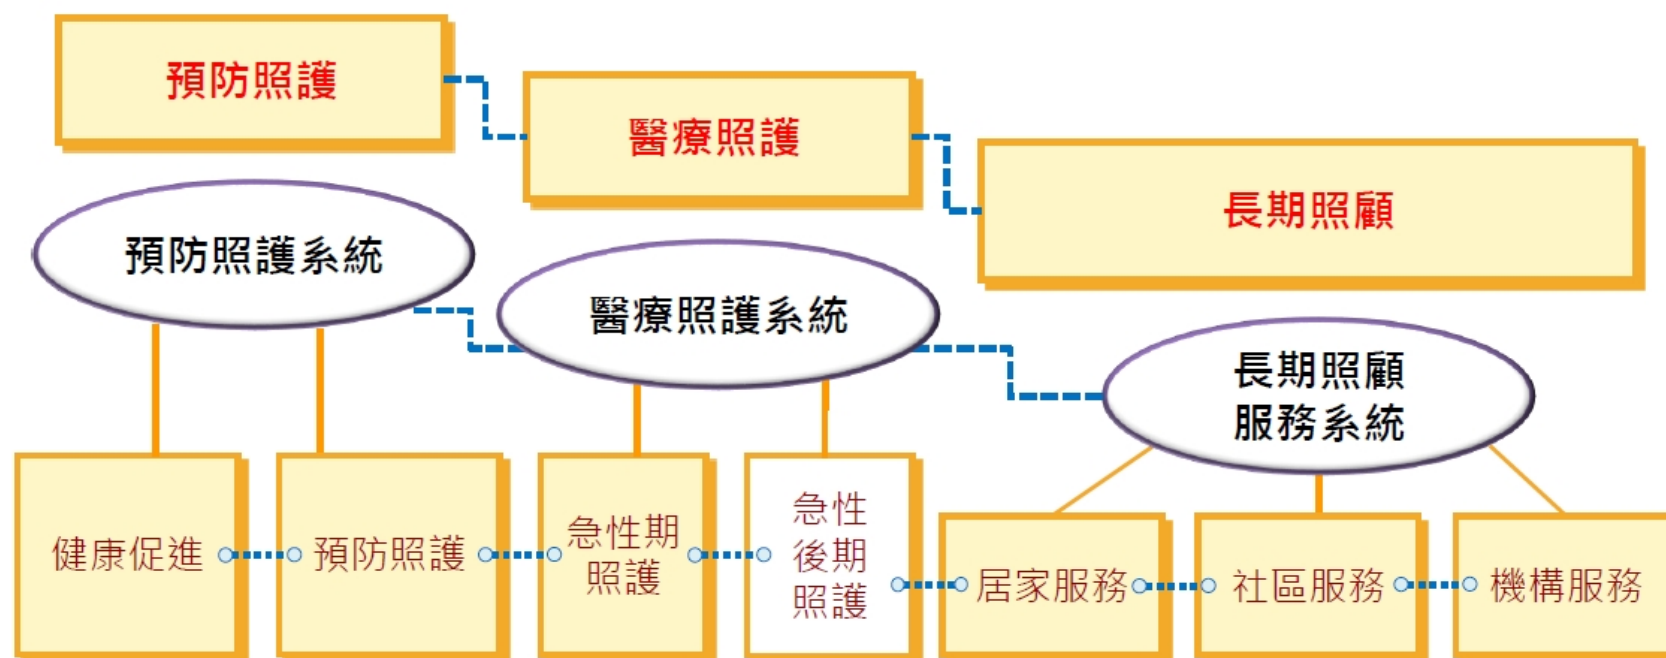 預防照護
醫療照護
長期照顧
預防照護系統
醫療照護系統
長期照顧
服務系統
健康促進
預防照護
急性期
照護
急性
後期
照護
居家服務
社區服務
機構服務